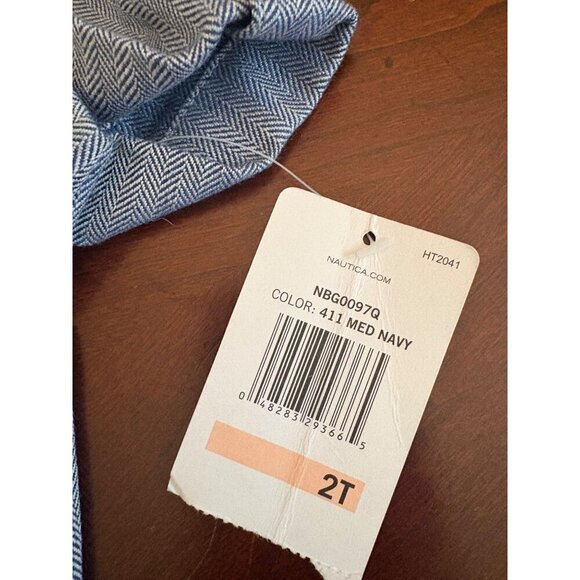 HT2041
NAUTICA.COM
NBG0097Q
COLOR: 411 MED NAVY
0 48283 29366 5
2T